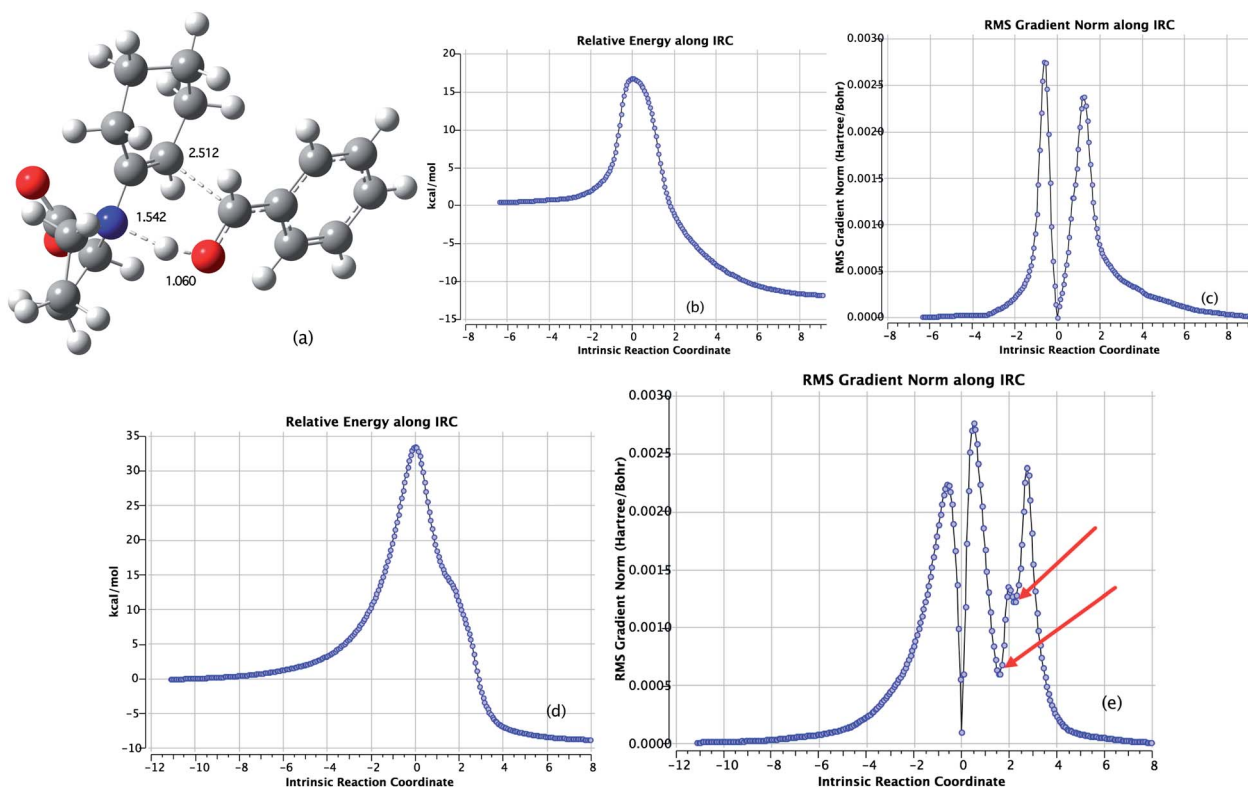 2.512
1.542
1.060
(a)
Relative Energy along IRC
kcal/mol
20
15
10
5
0
−5
−10
−15
−8 −6 −4 −2 0 2 4 6 8
Intrinsic Reaction Coordinate
(b)
RMS Gradient Norm along IRC
RMS Gradient Norm (Hartree/Bohr)
0.0030
0.0025
0.0020
0.0015
0.0010
0.0005
0.0000
−8 −6 −4 −2 0 2 4 6 8
Intrinsic Reaction Coordinate
(c)
Relative Energy along IRC
kcal/mol
35
30
25
20
15
10
5
0
−5
−10
−12 −10 −8 −6 −4 −2 0 2 4 6 8
Intrinsic Reaction Coordinate
(d)
RMS Gradient Norm along IRC
RMS Gradient Norm (Hartree/Bohr)
0.0030
0.0025
0.0020
0.0015
0.0010
0.0005
0.0000
−12 −10 −8 −6 −4 −2 0 2 4 6 8
Intrinsic Reaction Coordinate
(e)